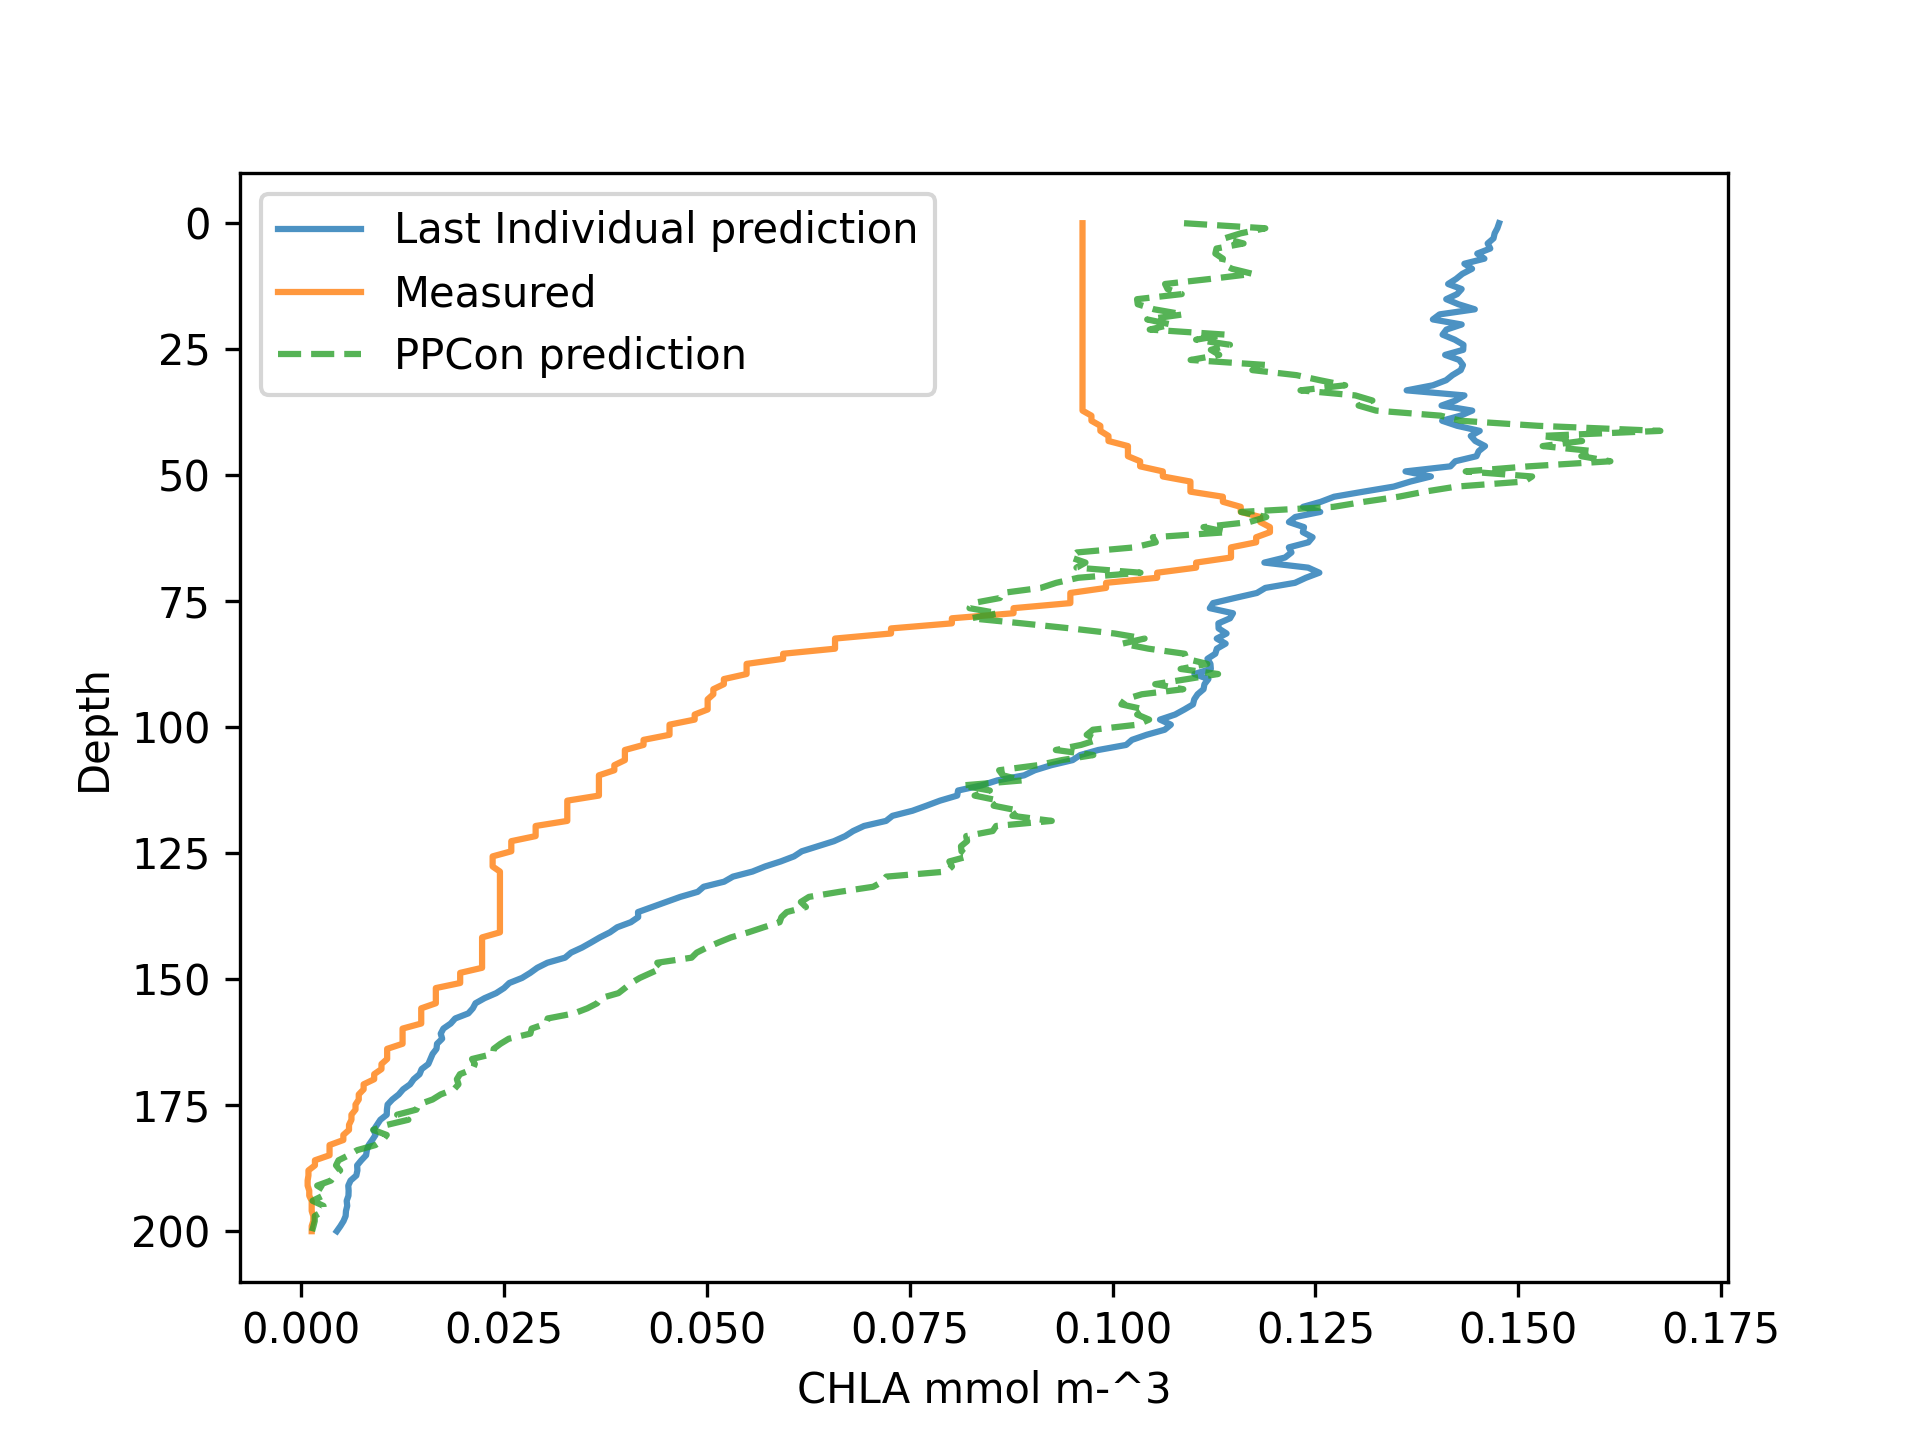 Last Individual prediction
Measured
PPCon prediction
0
25
50
75
100
125
150
175
200
Depth
0.000 0.025 0.050 0.075 0.100 0.125 0.150 0.175
CHLA mmol m-^3